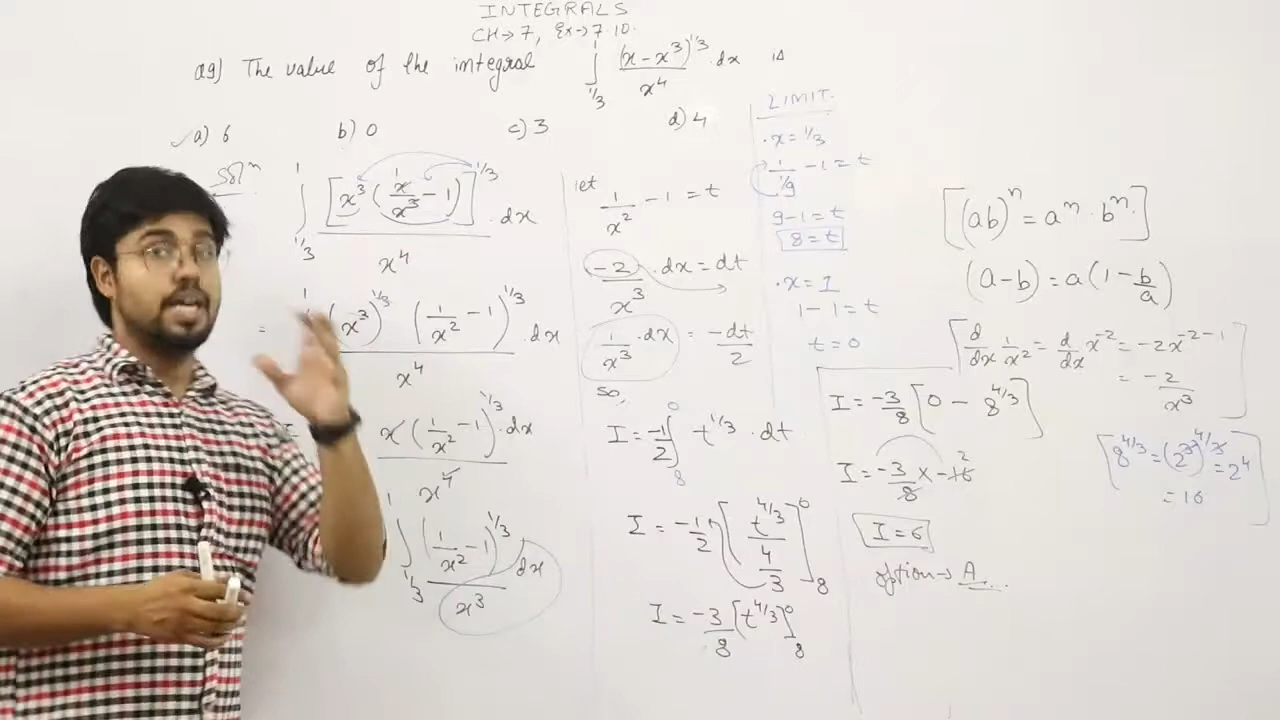 INTEGRALS
CH→7, Ex→7.10.
Q9) The value of the integral ∫_{1/3}^{1} (x-x³)^{1/3}/x⁴ .dx is
a) 6 b) 0 c) 3 d) 4
Solⁿ
∫_{1/3}^{1} [x³(x/x³-1)]^{1/3}/x⁴ .dx
= (x³)^{1/3} (1/x²-1)^{1/3}/x⁴ .dx
x(1/x²-1)^{1/3}/x⁴ .dx
∫_{1/3}^{1} (1/x²-1)^{1/3}/x³ dx
let
1/x² - 1 = t
-2/x³ .dx = dt
1/x³ .dx = -dt/2
so,
I = -1/2 ∫_{8}^{0} t^{1/3} . dt
I = -1/2 [t^{4/3}/(4/3)]_{8}^{0}
I = -3/8 [t^{4/3}]_{8}^{0}
LIMIT.
.x = 1/3
1/(1/9) - 1 = t
9-1 = t
8 = t
.x = 1
1-1 = t
t = 0
I = -3/8 [0 - 8^{4/3}]
I = -3/8 x -16 2
I = 6
option→ A.
[(ab)ⁿ = aⁿ . bⁿ]
(a-b) = a(1-b/a)
[d/dx 1/x² = d/dx x^{-2} = -2x^{-2-1}
= -2/x³]
[8^{4/3} = (2³)^{4/3} = 2⁴
= 16]